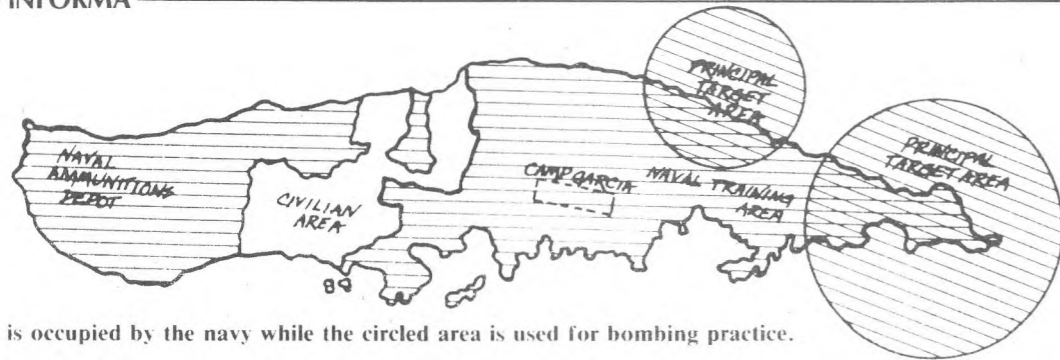 INFORMA
PRINCIPAL
TARGET
AREA
PRINCIPAL
TARGET AREA
NAVAL
AMMUNITIONS
DEPOT
CIVILIAN
AREA
CAMP GARCIA
NAVAL TRAINING
AREA
is occupied by the navy while the circled area is used for bombing practice.